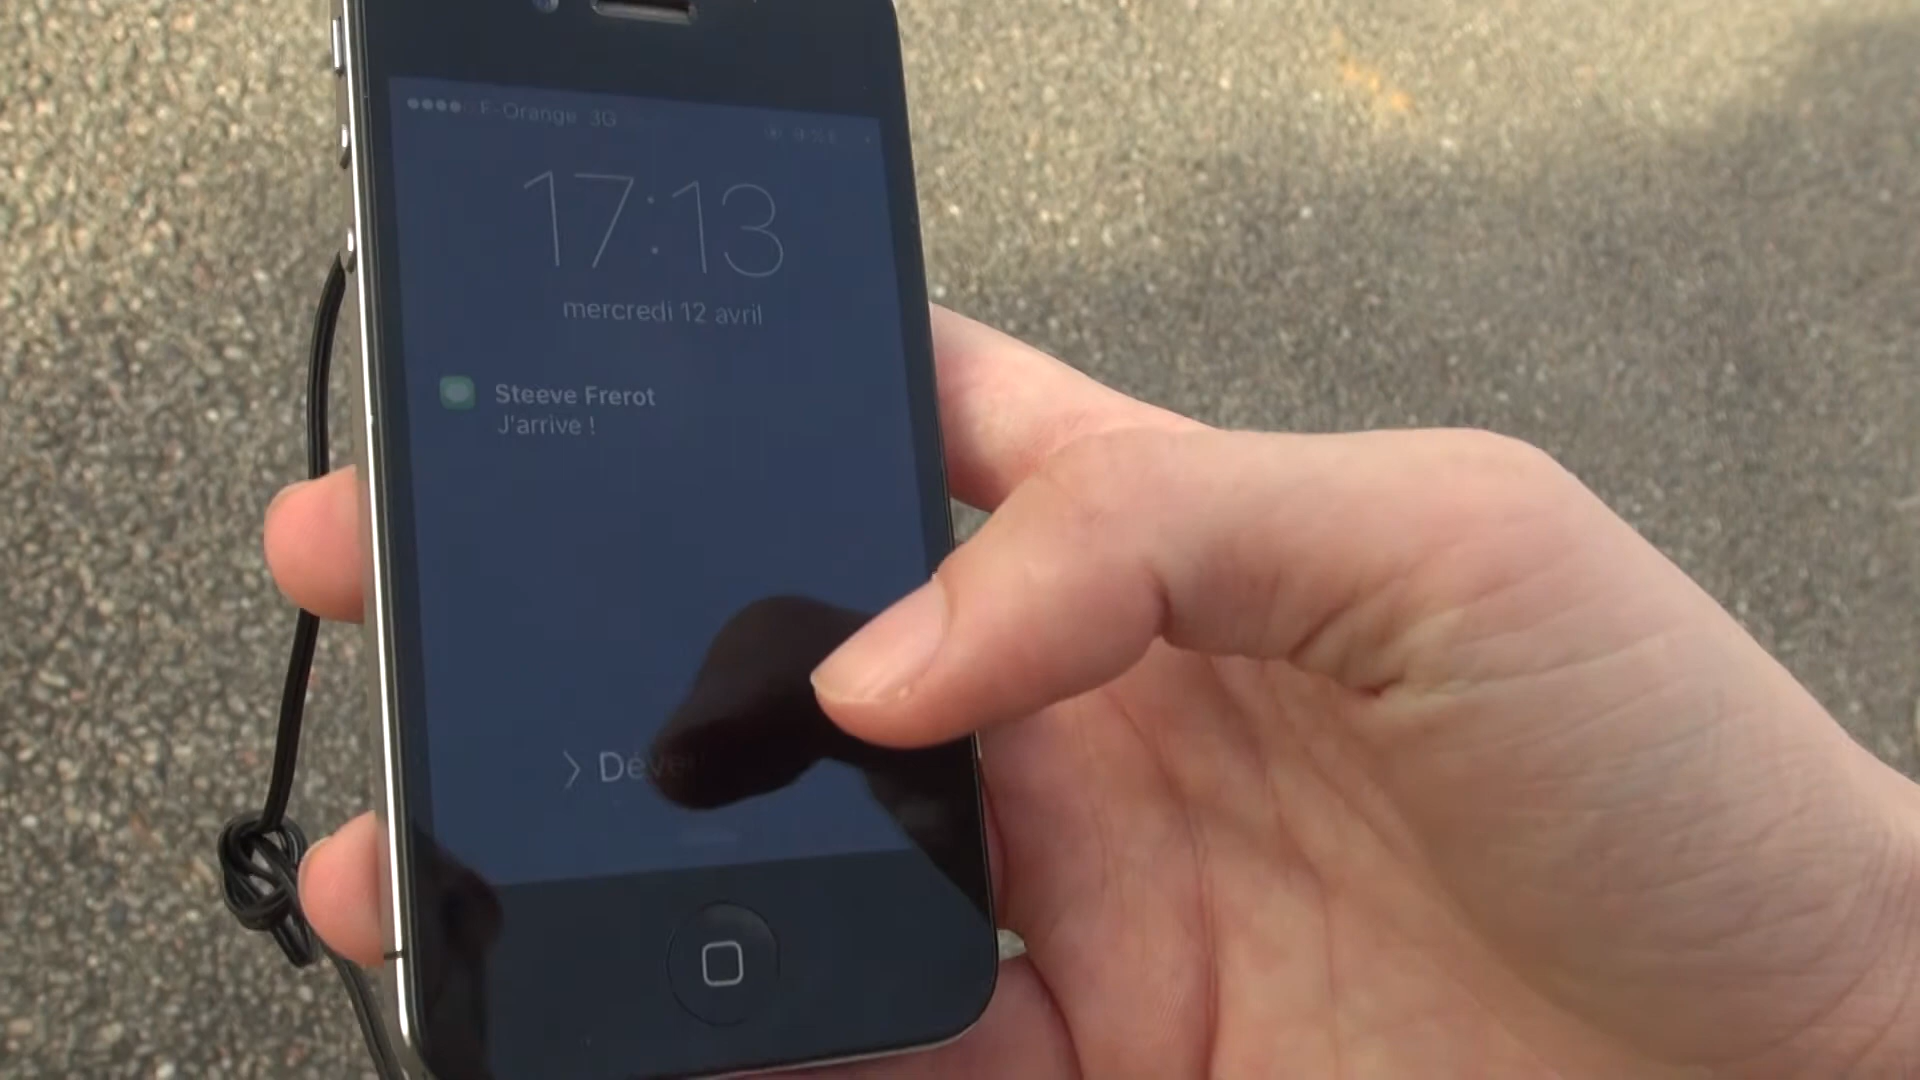 F-Orange 3G
17:13
mercredi 12 avril
Steeve Frerot
J'arrive !
> Déve